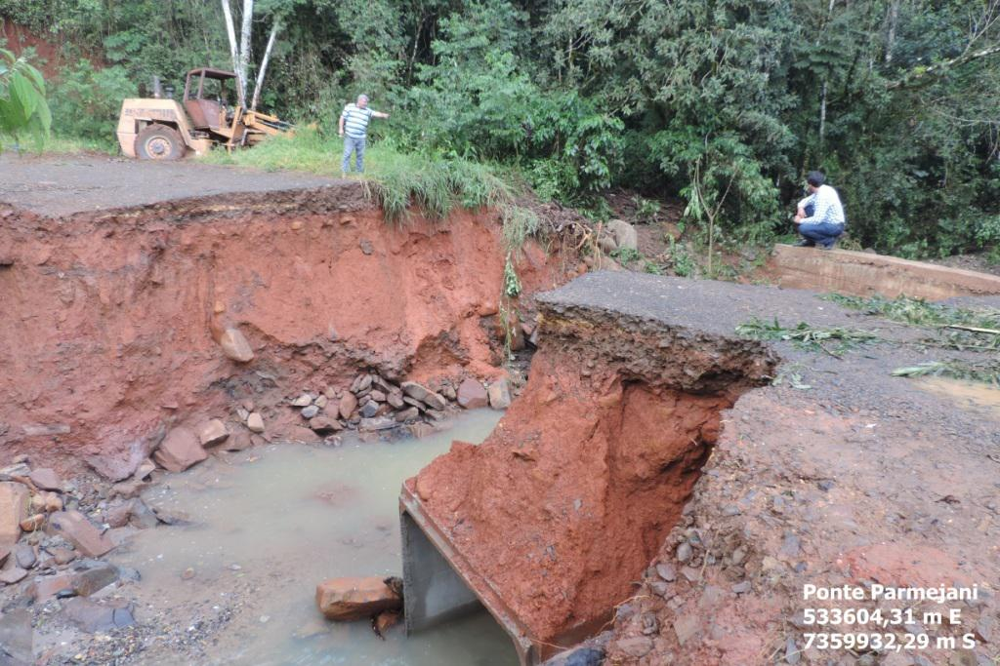 Ponte Parmejani
533604,31 m E
7359932,29 m S